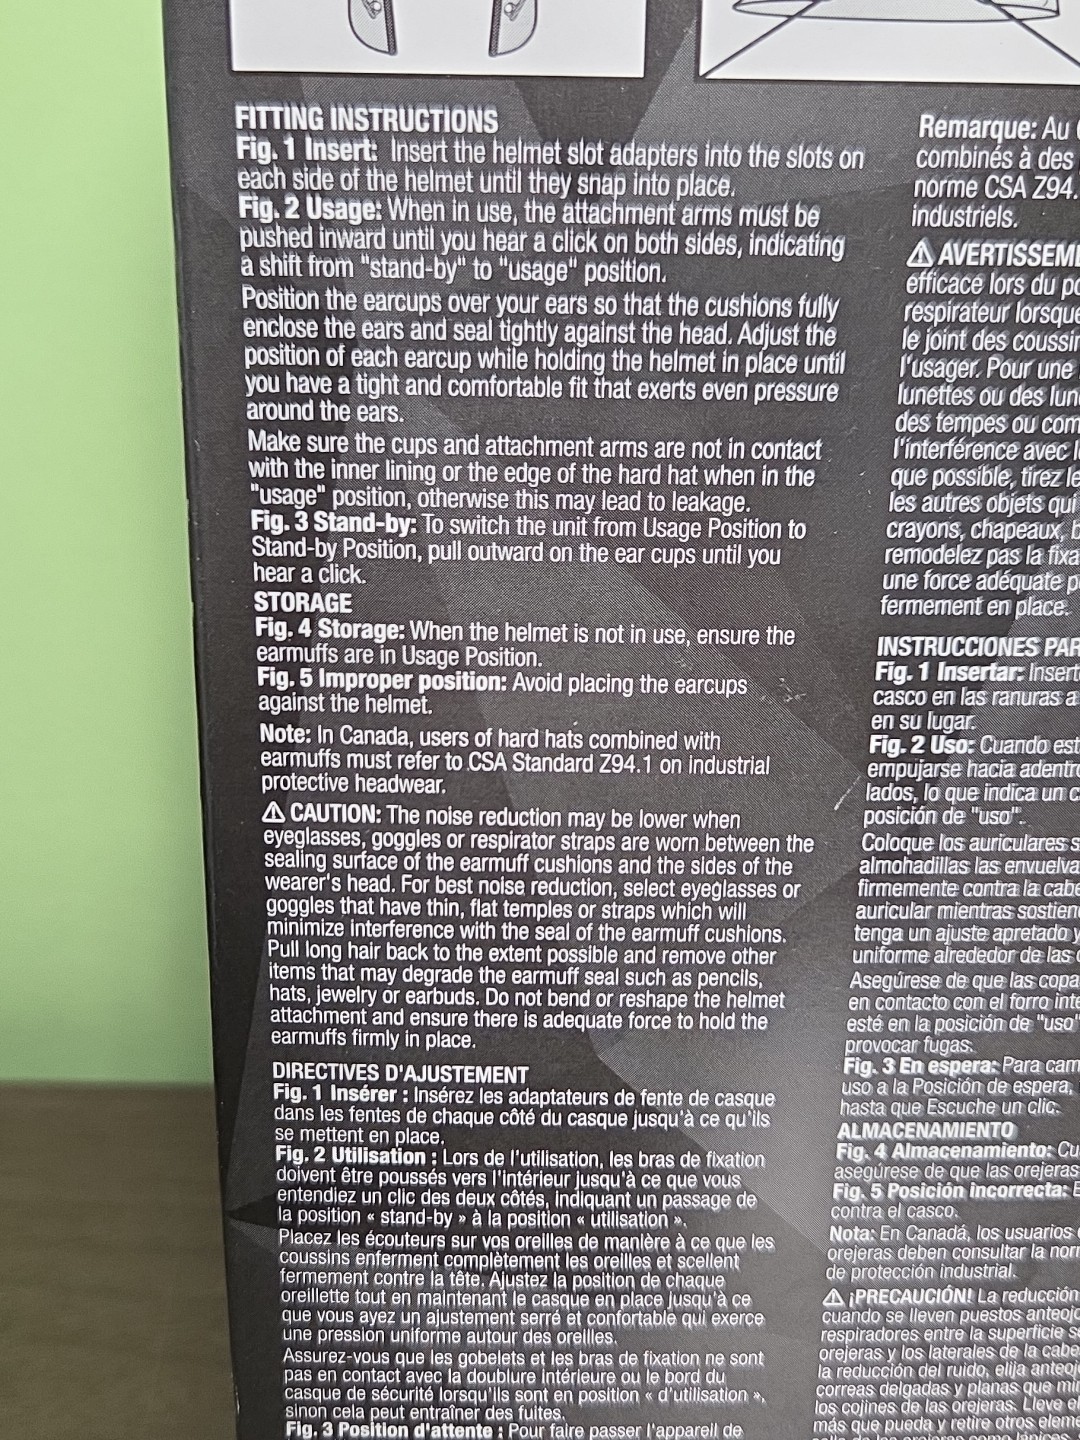 FITTING INSTRUCTIONS
Fig. 1 Insert: Insert the helmet slot adapters into the slots on
each side of the helmet until they snap into place.
Fig. 2 Usage: When in use, the attachment arms must be
pushed inward until you hear a click on both sides, indicating
a shift from "stand-by" to "usage" position.
Position the earcups over your ears so that the cushions fully
enclose the ears and seal tightly against the head. Adjust the
position of each earcup while holding the helmet in place until
you have a tight and comfortable fit that exerts even pressure
around the ears.
Make sure the cups and attachment arms are not in contact
with the inner lining or the edge of the hard hat when in the
"usage" position, otherwise this may lead to leakage.
Fig. 3 Stand-by: To switch the unit from Usage Position to
Stand-by Position, pull outward on the ear cups until you
hear a click.
STORAGE
Fig. 4 Storage: When the helmet is not in use, ensure the
earmuffs are in Usage Position.
Fig. 5 Improper position: Avoid placing the earcups
against the helmet.
Note: In Canada, users of hard hats combined with
earmuffs must refer to CSA Standard Z94.1 on industrial
protective headwear.
⚠ CAUTION: The noise reduction may be lower when
eyeglasses, goggles or respirator straps are worn between the
sealing surface of the earmuff cushions and the sides of the
wearer's head. For best noise reduction, select eyeglasses or
goggles that have thin, flat temples or straps which will
minimize interference with the seal of the earmuff cushions.
Pull long hair back to the extent possible and remove other
items that may degrade the earmuff seal such as pencils,
hats, jewelry or earbuds. Do not bend or reshape the helmet
attachment and ensure there is adequate force to hold the
earmuffs firmly in place.
DIRECTIVES D'AJUSTEMENT
Fig. 1 Insérer : Insérez les adaptateurs de fente de casque
dans les fentes de chaque côté du casque jusqu'à ce qu'ils
se mettent en place.
Fig. 2 Utilisation : Lors de l'utilisation, les bras de fixation
doivent être poussés vers l'intérieur jusqu'à ce que vous
entendiez un clic des deux côtés, indiquant un passage de
la position « stand-by » à la position « utilisation ».
Placez les écouteurs sur vos oreilles de manière à ce que les
coussins enferment complètement les oreilles et scellent
fermement contre la tête. Ajustez la position de chaque
oreillette tout en maintenant le casque en place jusqu'à ce
que vous ayez un ajustement serré et confortable qui exerce
une pression uniforme autour des oreilles.
Assurez-vous que les gobelets et les bras de fixation ne sont
pas en contact avec la doublure intérieure ou le bord du
casque de sécurité lorsqu'ils sont en position « d'utilisation »,
sinon cela peut entraîner des fuites.
Fig. 3 Position d'attente : Pour faire passer l'appareil de
Remarque: Au
combinés à des
norme CSA Z94.
industriels.
⚠ AVERTISSEM
efficace lors du
respirateur lorsque
le joint des coussin
l'usager. Pour une
lunettes ou des
des tempes ou com
l'interférence avec
que possible, tirez
les autres objets qui
crayons, chapeaux,
remodelez pas la fixa
une force adéquate
fermement en place.
INSTRUCCIONES PAR
Fig. 1 Insertar: Insert
casco en las ranuras a
en su lugar.
Fig. 2 Uso: Cuando est
empujarse hacia adentro
lados, lo que indica un c
posición de "uso".
Coloque los auriculares s
almohadillas las envuelva
firmemente contra la cabe
auricular mientras sostien
tenga un ajuste apretado y
uniforme alrededor de las
Asegúrese de que las copa
en contacto con el forro inte
esté en la posición de "uso"
provocar fugas.
Fig. 3 En espera: Para cam
uso a la Posición de espera,
hasta que Escuche un clic.
ALMACENAMIENTO
Fig. 4 Almacenamiento: Cu
asegúrese de que las orejeras
Fig. 5 Posición incorrecta: E
contra el casco.
Nota: En Canadá, los usuarios
orejeras deben consultar la norm
de protección industrial.
⚠ ¡PRECAUCIÓN! La reducción
cuando se lleven puestos anteojo
respiradores entre la superficie s
orejeras y los laterales de la cabe
la reducción del ruido, elija anteoj
correas delgadas y planas que min
los cojines de las orejeras. Lleve el
más que pueda y retire otros eleme